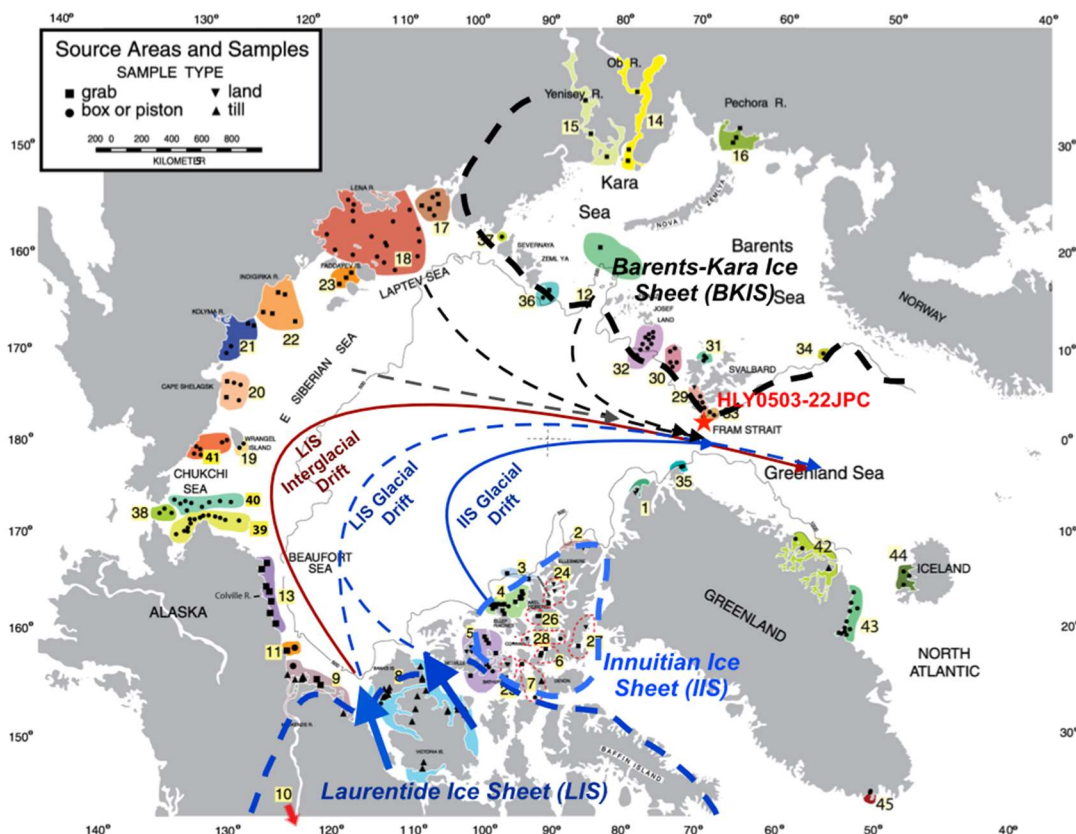 140° 130° 120° 110° 100° 90° 80° 70° 60° 50° 40°
Source Areas and Samples
SAMPLE TYPE
grab
land
box or piston
till
200 0 200 400 600 800
Ob R.
Yenisey R.
14
15
Pechora R.
16
150°
30°
Kara
Sea
NOVA
ZEMLYA
LENA R.
17
37
SEVERNAYA
ZEML YA
Barents
Sea
160°
20°
18
FADDAYEV IS.
23
LAPTEV SEA
36
12
Barents-Kara Ice
Sheet (BKIS)
JOSEF
LAND
NORWAY
INDIGIRKA R.
22
KOLYMA R.
21
170°
10°
E SIBERIAN SEA
32
30
31
SVALBARD
34
CAPE SHELAGSK
20
29
33
HLY0503-22JPC
FRAM STRAIT
180°
0°
WRANGEL
ISLAND
19
41
CHUKCHI
SEA
LIS
Interglacial
Drift
LIS Glacial
Drift
IIS Glacial
Drift
Greenland Sea
35
1
38
40
39
170°
10°
BEAUFORT
SEA
2
ELLESMERE
42
44
ICELAND
ALASKA
Colville R.
13
3
24
4
26
GREENLAND
43
160°
20°
11
5
28
27
6
NORTH
ATLANTIC
9
8
7
25
DEVON
Innuitian Ice
Sheet (IIS)
150°
30°
VICTORIA IS.
BAFFIN ISLAND
Laurentide Ice Sheet (LIS)
10
45
140° 130° 120° 110° 100° 90° 80° 70° 60° 50° 40°